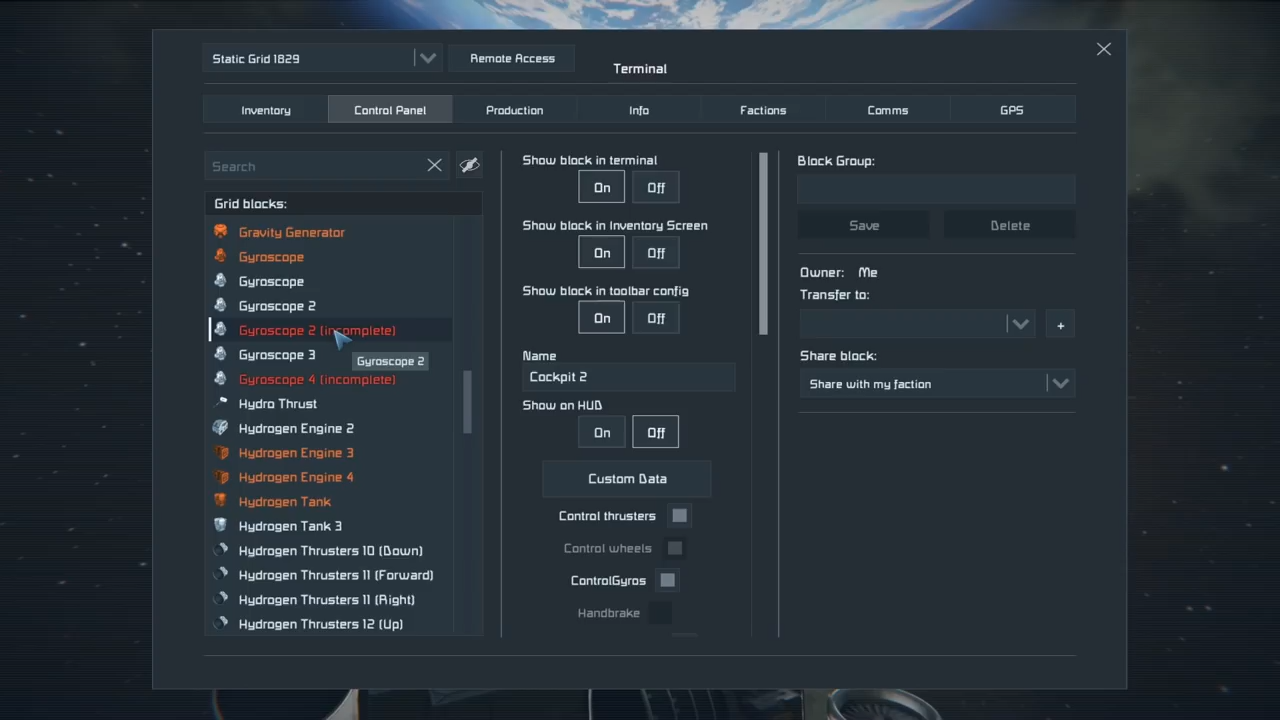 Static Grid 1829
Remote Access
Terminal
Inventory
Control Panel
Production
Info
Factions
Comms
GPS
Search
Grid blocks:
Gravity Generator
Gyroscope
Gyroscope
Gyroscope 2
Gyroscope 2 (incomplete)
Gyroscope 3
Gyroscope 2
Gyroscope 4 (incomplete)
Hydro Thrust
Hydrogen Engine 2
Hydrogen Engine 3
Hydrogen Engine 4
Hydrogen Tank
Hydrogen Tank 3
Hydrogen Thrusters 10 (Down)
Hydrogen Thrusters 11 (Forward)
Hydrogen Thrusters 11 (Right)
Hydrogen Thrusters 12 (Up)
Show block in terminal
On Off
Show block in Inventory Screen
On Off
Show block in toolbar config
On Off
Name
Cockpit 2
Show on HUD
On Off
Custom Data
Control thrusters
Control wheels
ControlGyros
Handbrake
Block Group:
Save
Delete
Owner: Me
Transfer to:
+
Share block:
Share with my faction